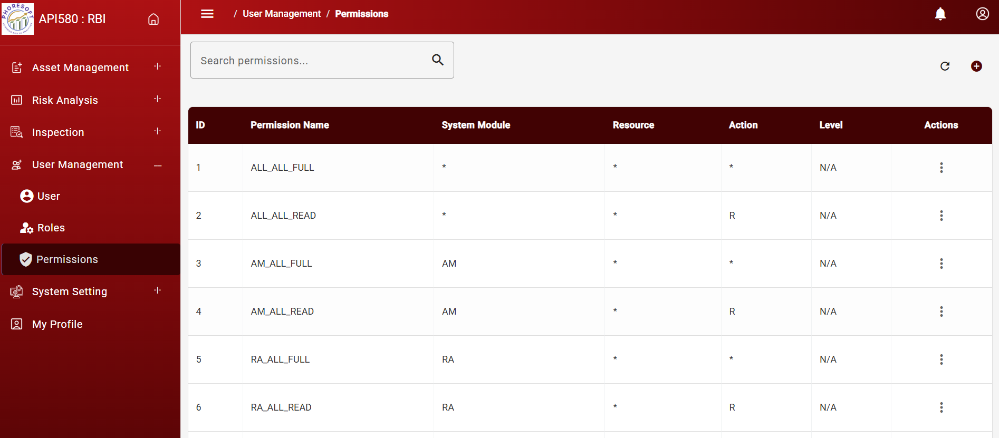 PHORESOFT
API580 : RBI
/ User Management / Permissions
Asset Management
Risk Analysis
Inspection
User Management
User
Roles
Permissions
System Setting
My Profile
Search permissions...
ID Permission Name System Module Resource Action Level Actions
1 ALL_ALL_FULL * * * N/A
2 ALL_ALL_READ * * R N/A
3 AM_ALL_FULL AM * * N/A
4 AM_ALL_READ AM * R N/A
5 RA_ALL_FULL RA * * N/A
6 RA_ALL_READ RA * R N/A